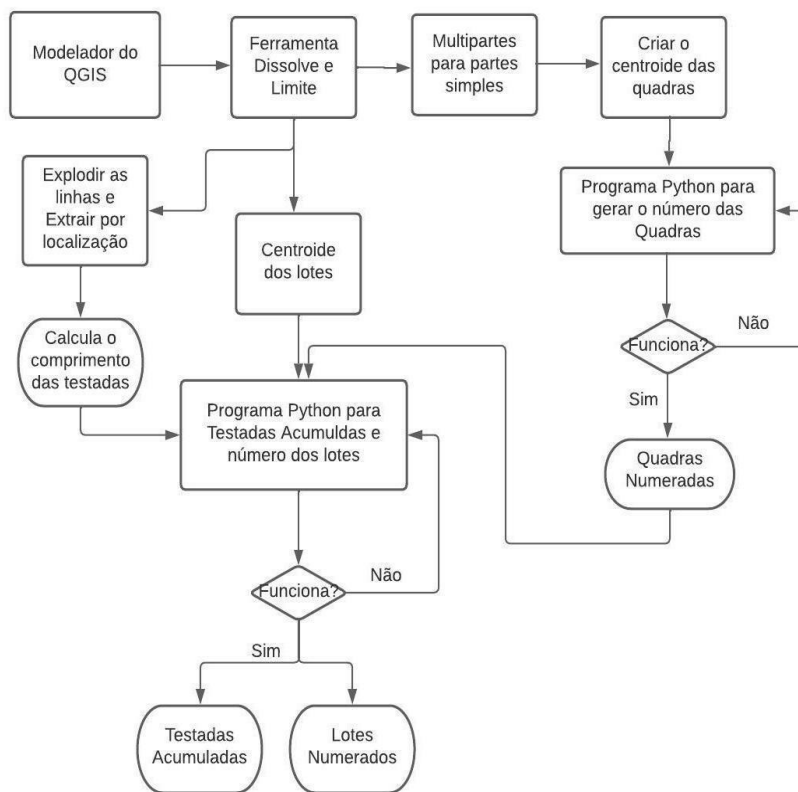 Modelador do
QGIS
Ferramenta
Dissolve e
Limite
Multipartes
para partes
simples
Criar o
centroide das
quadras
Explodir as
linhas e
Extrair por
localização
Centroide
dos lotes
Programa Python para
gerar o número das
Quadras
Calcula o
comprimento
das testadas
Funciona?
Não
Sim
Programa Python para
Testadas Acumuldas e
número dos lotes
Quadras
Numeradas
Funciona?
Não
Sim
Testadas
Acumuladas
Lotes
Numerados